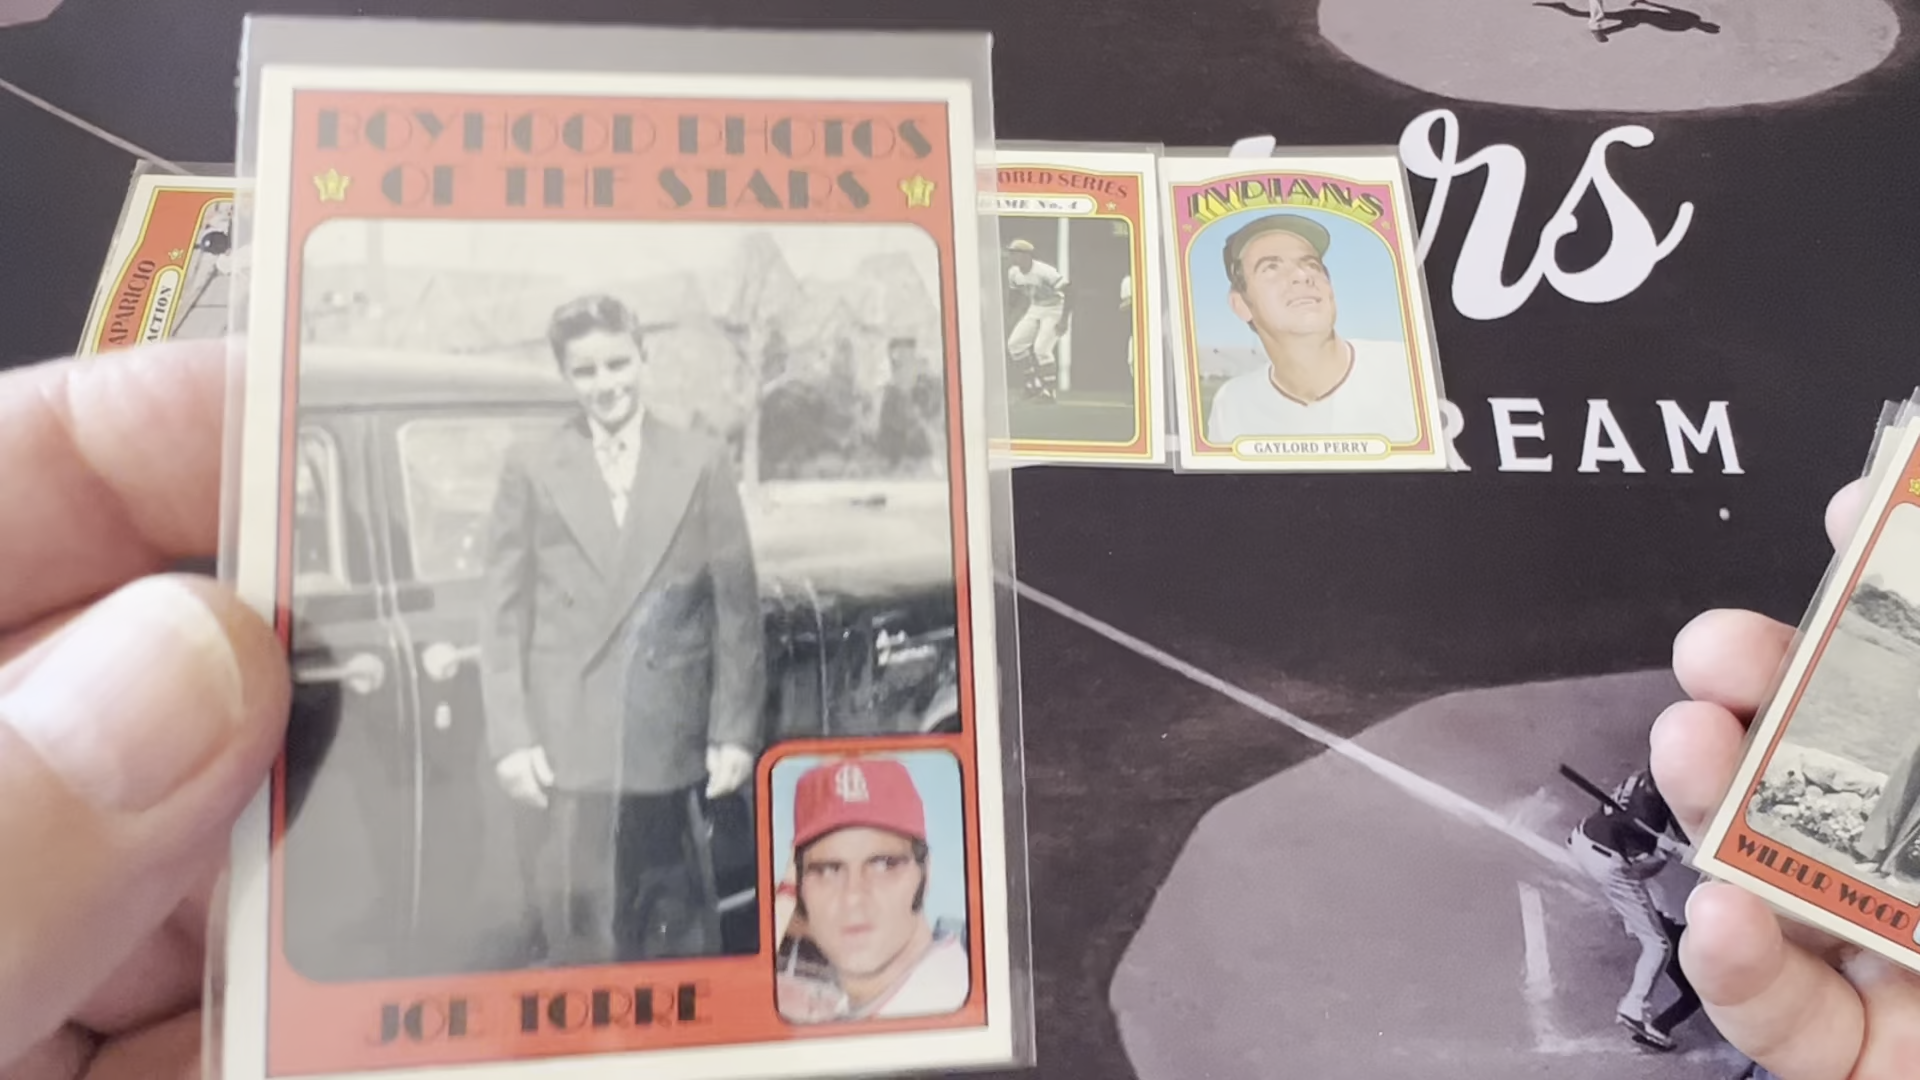 BOYHOOD PHOTOS
OF THE STARS
JOE TORRE
APARICIO
ACTION
WORLD SERIES
GAME No. 4
INDIANS
GAYLORD PERRY
rs
REAM
WILBUR WOOD